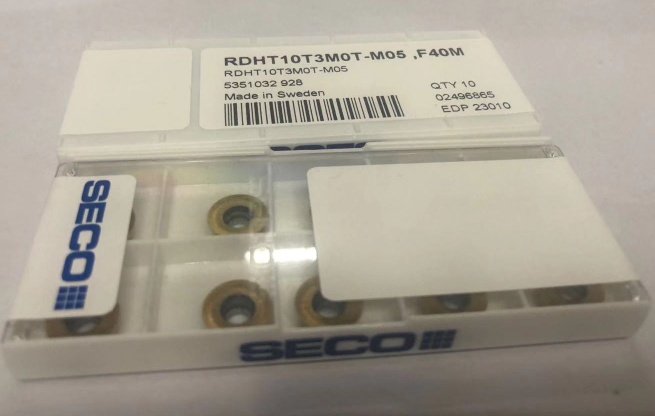 RDHT10T3M0T-M05 ,F40M
RDHT10T3M0T-M05
5351032 928
Made in Sweden
QTY 10
02496865
EDP 23010
SECO
SECO